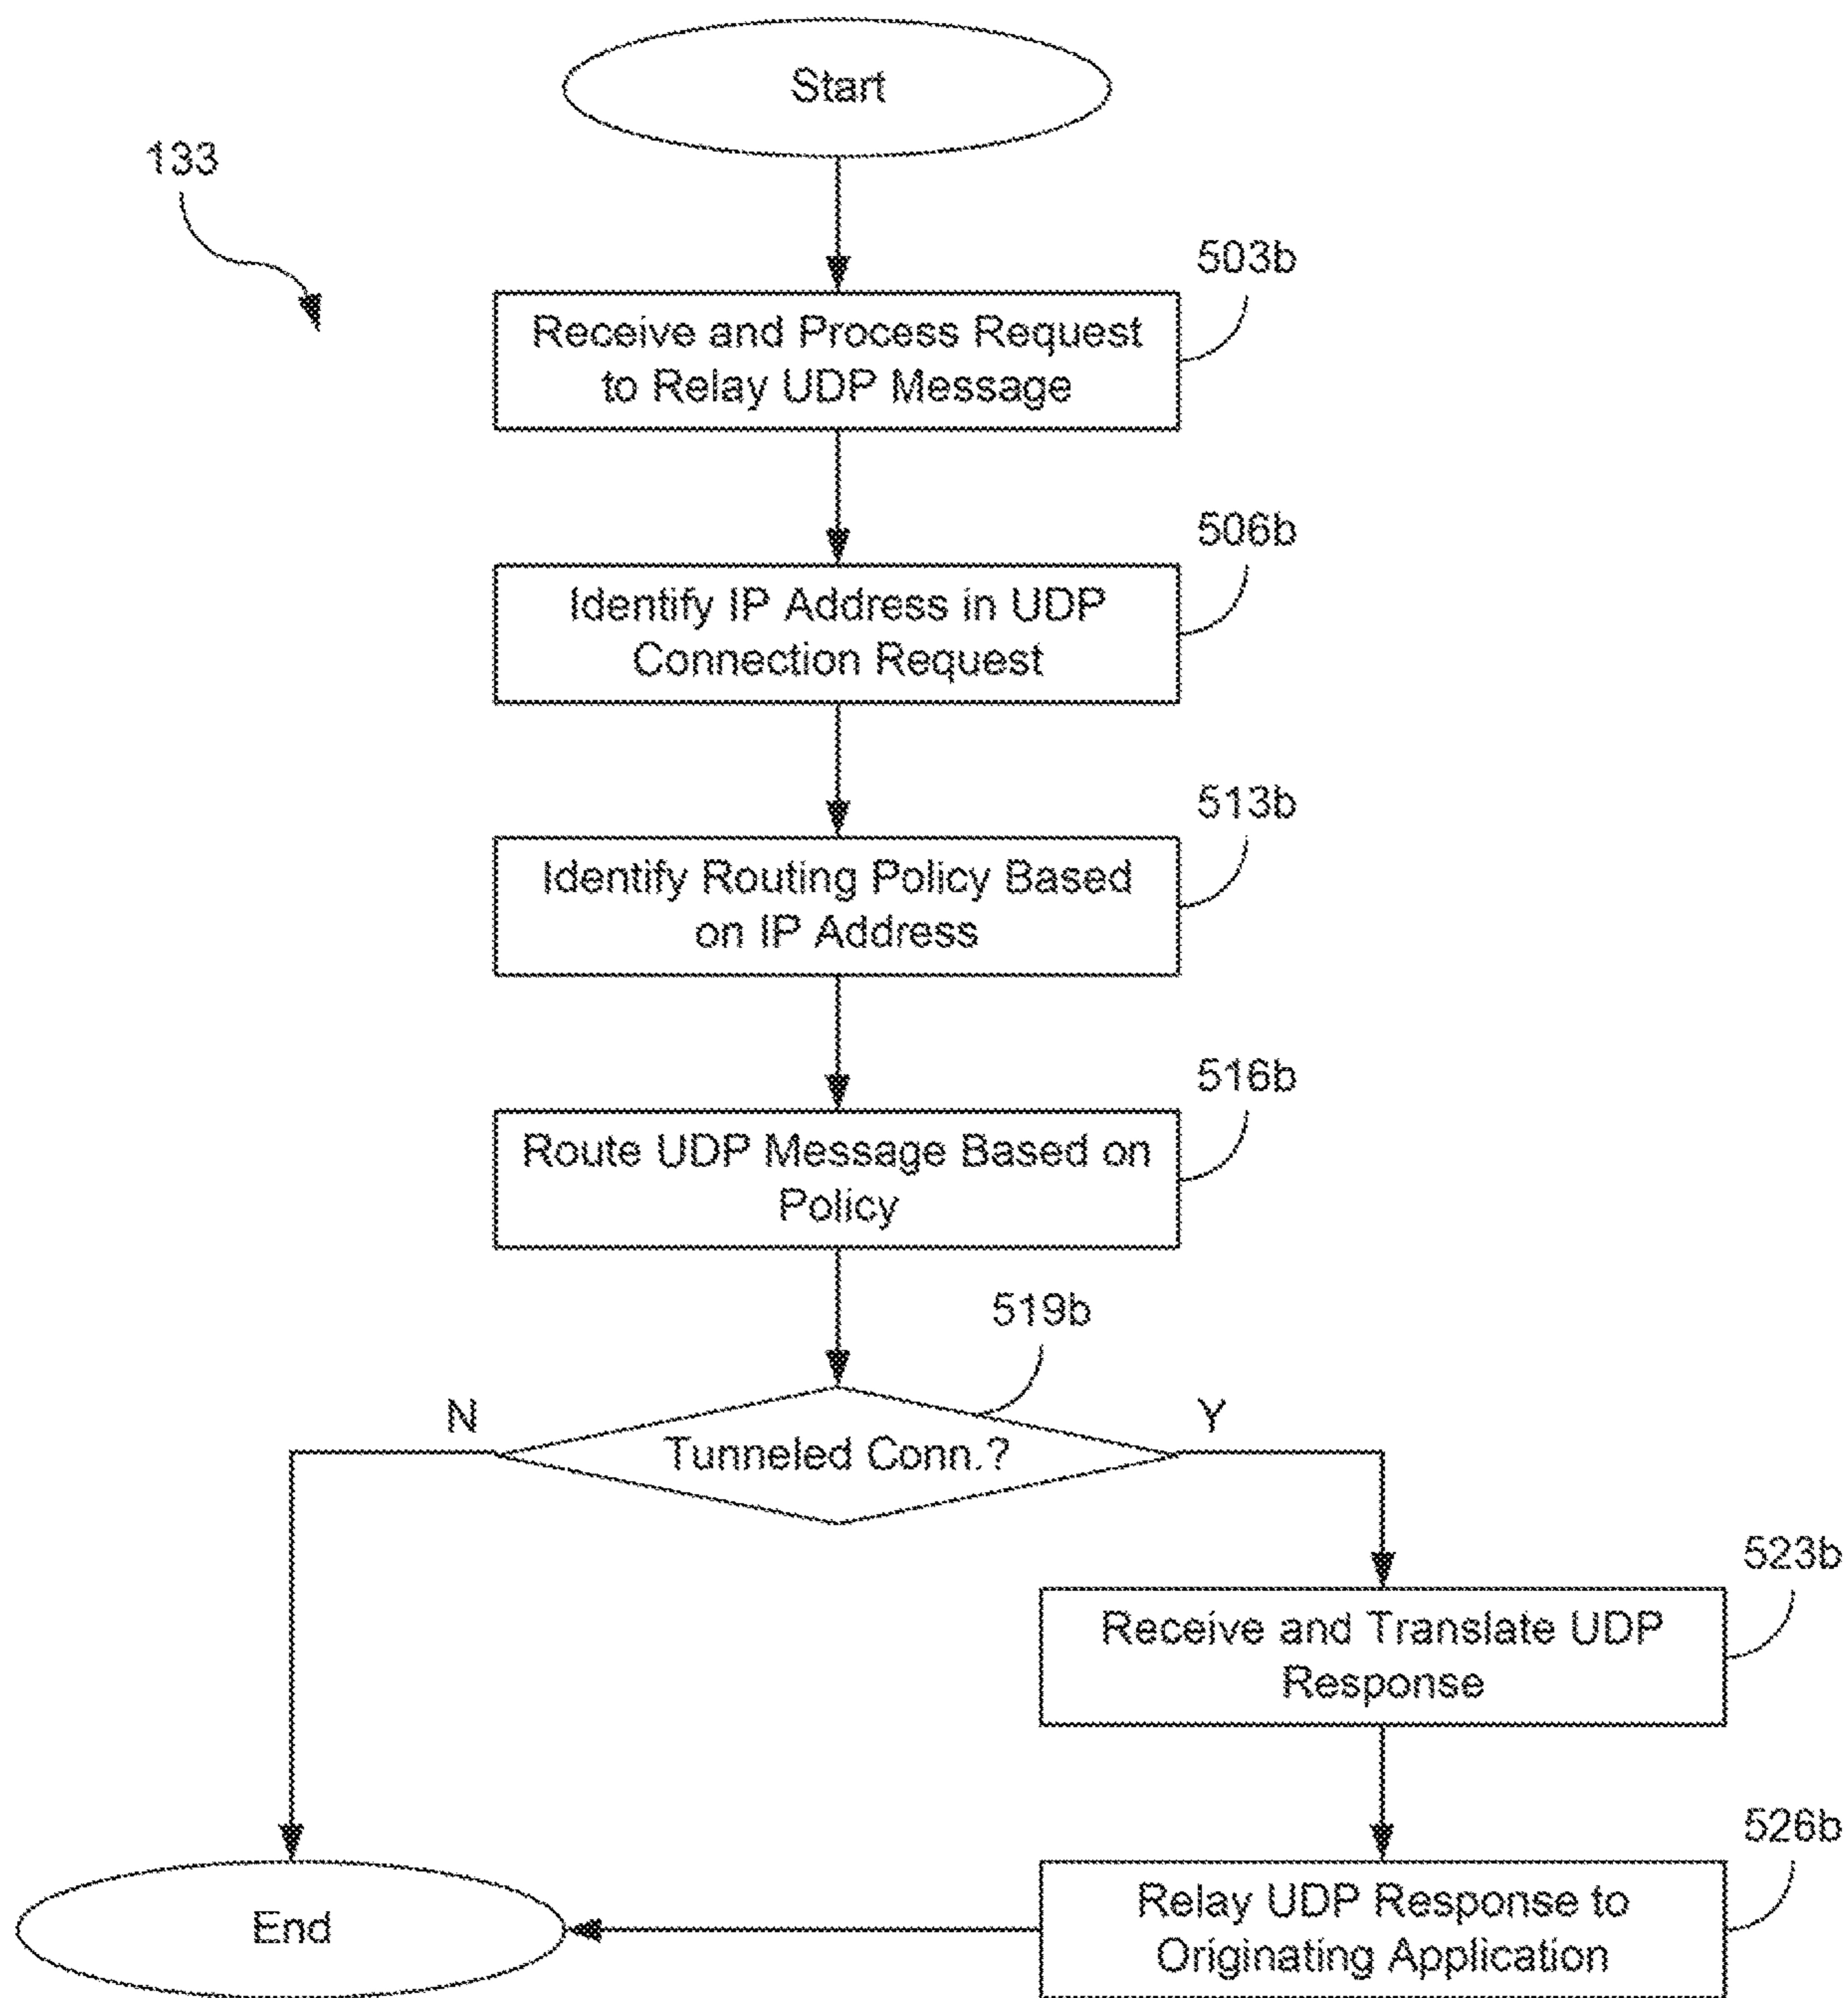 Start
133
503b
Receive and Process Request
to Relay UDP Message
506b
Identify IP Address in UDP
Connection Request
513b
Identify Routing Policy Based
on IP Address
516b
Route UDP Message Based on
Policy
519b
N
Y
Tunneled Conn.?
523b
Receive and Translate UDP
Response
526b
Relay UDP Response to
Originating Application
End